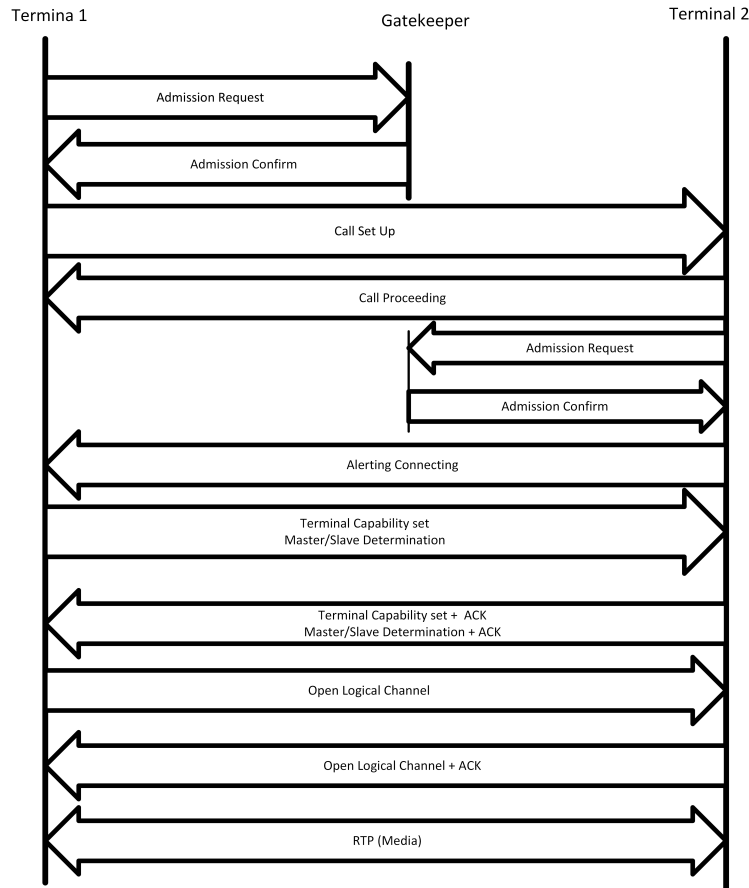 Termina 1
Gatekeeper
Terminal 2
Admission Request
Admission Confirm
Call Set Up
Call Proceeding
Admission Request
Admission Confirm
Alerting Connecting
Terminal Capability set
Master/Slave Determination
Terminal Capability set + ACK
Master/Slave Determination + ACK
Open Logical Channel
Open Logical Channel + ACK
RTP (Media)